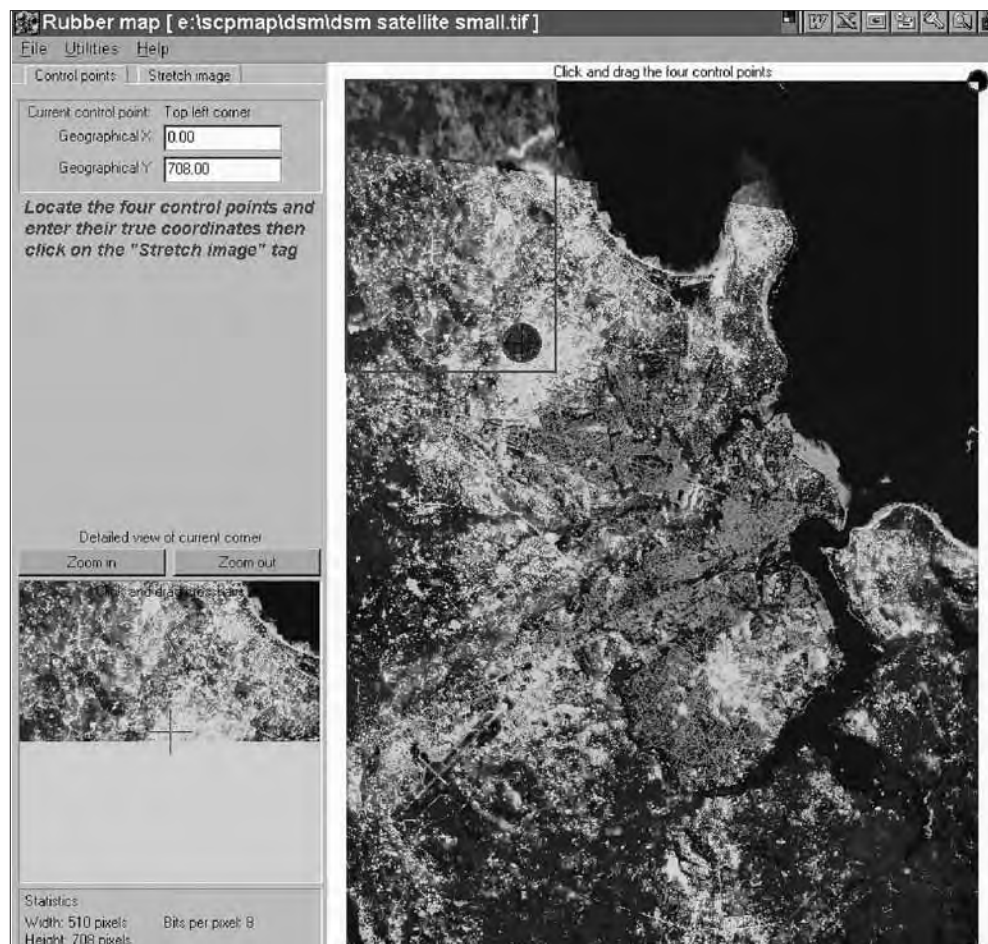 Rubber map [ e:\scpmap\dsm\dsm satellite small.tif ]
File Utilities Help
Control points Stretch image
Click and drag the four control points
Current control point: Top left corner
Geographical X 0.00
Geographical Y 708.00
Locate the four control points and
enter their true coordinates then
click on the "Stretch image" tag
Detailed view of current corner
Zoom in Zoom out
Click and drag
Statistics
Width: 510 pixels Bits per pixel: 8
Height: 708 pixels